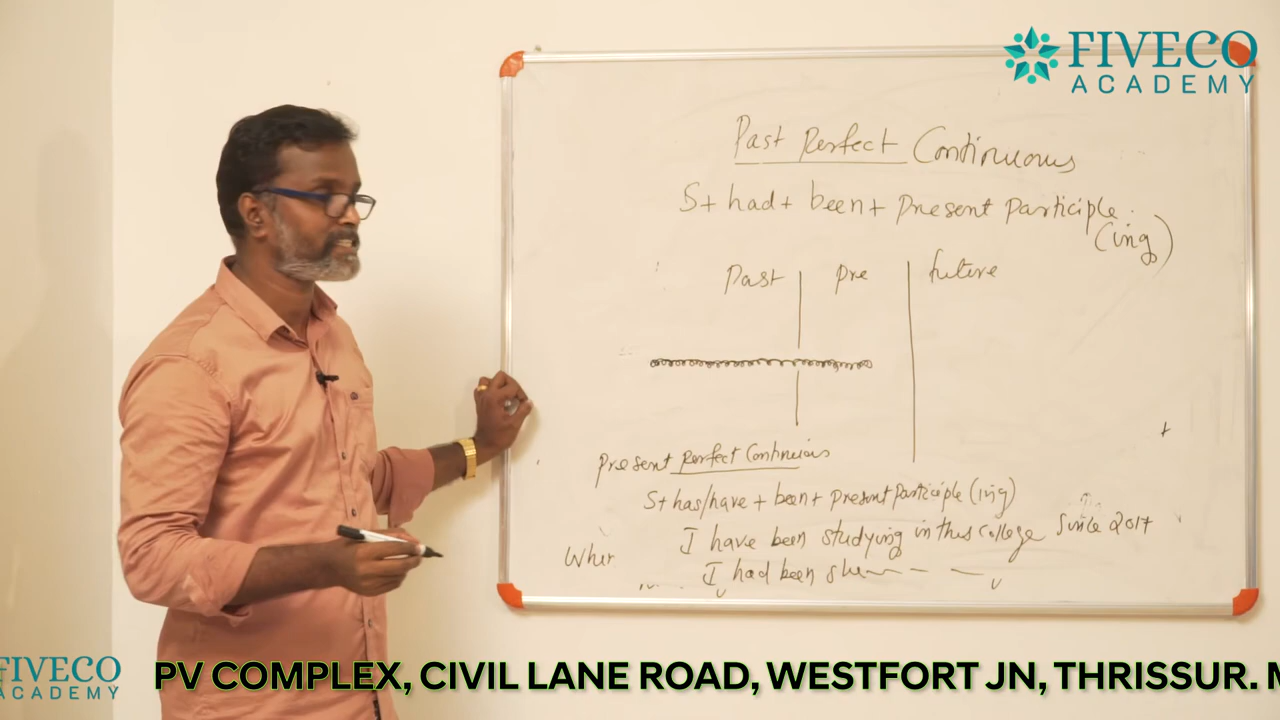 FIVECO
ACADEMY
Past Perfect Continuous
S+ had+ been+ Present Participle.
(ing)
Past Pre future
Present Perfect Continuous
S+ has/have + been+ Present Participle (ing)
I have been studying in this college Since 2017
I had been
FIVECO
ACADEMY
PV COMPLEX, CIVIL LANE ROAD, WESTFORT JN, THRISSUR. M